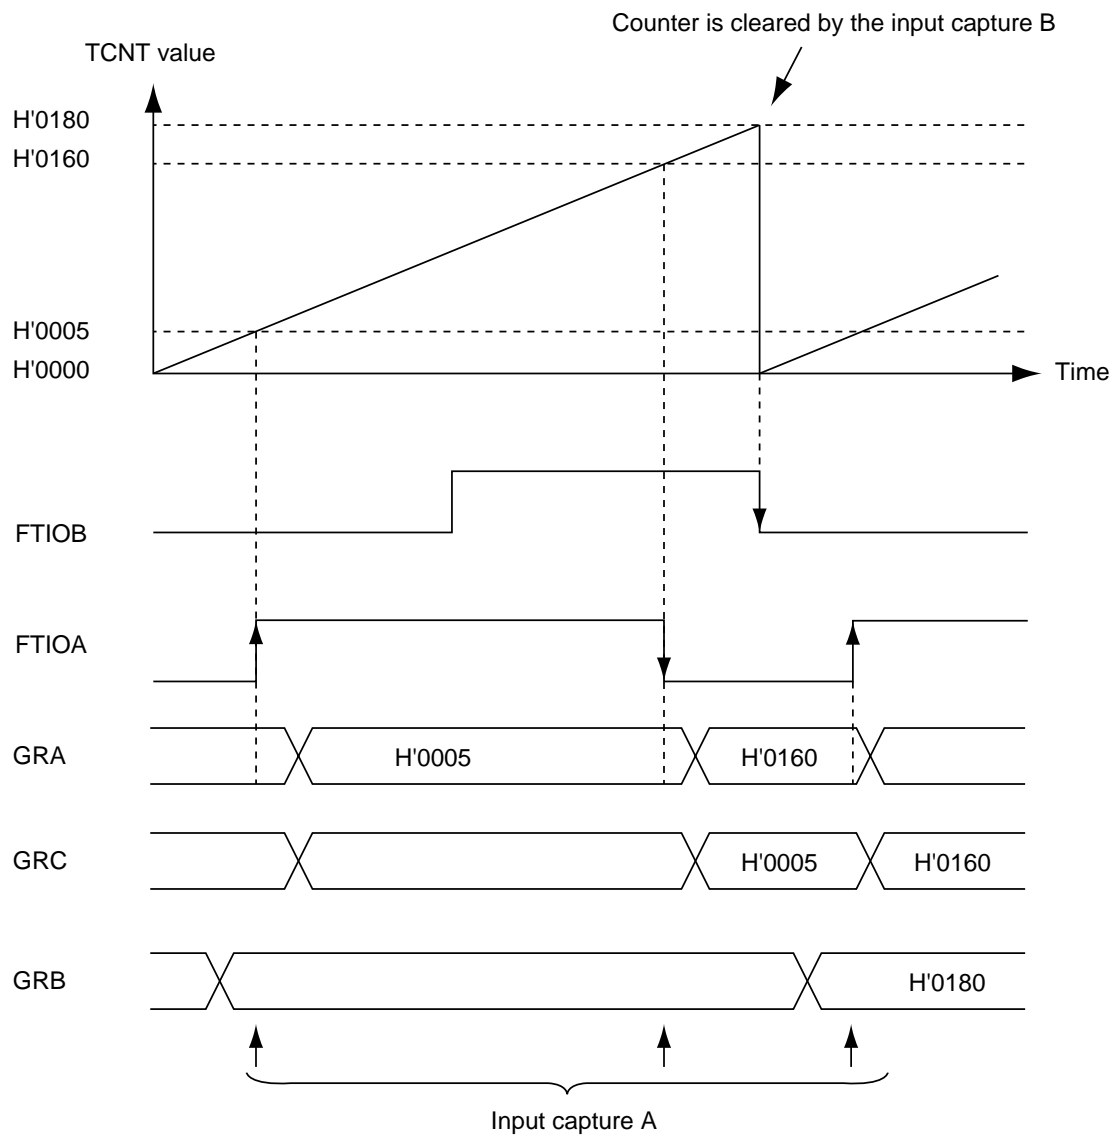 Counter is cleared by the input capture B
TCNT value
H'0180
H'0160
H'0005
H'0000
Time
FTIOB
FTIOA
GRA
H'0005
H'0160
GRC
H'0005
H'0160
GRB
H'0180
Input capture A